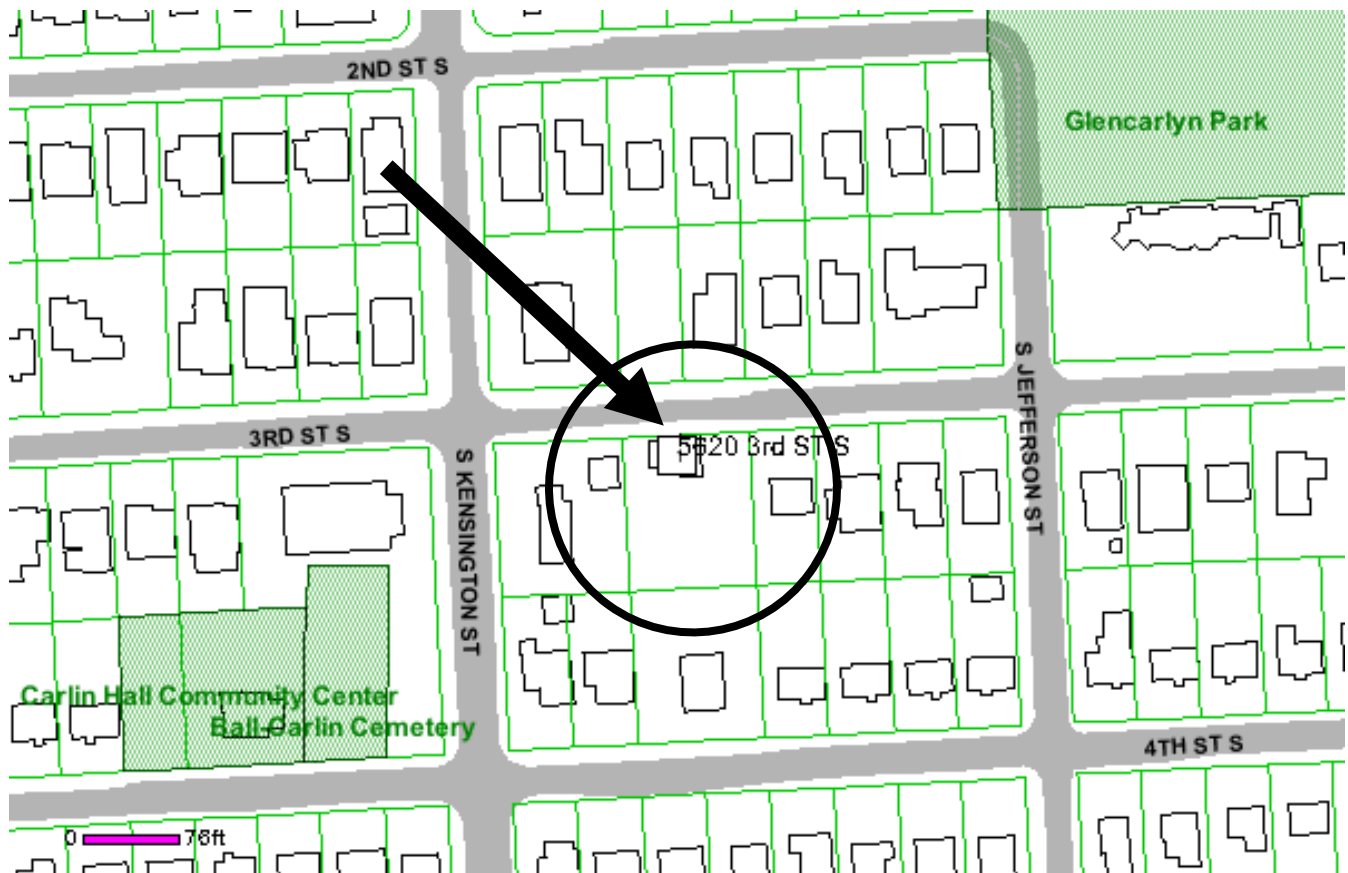 2ND ST S
Glencarlyn Park
3RD ST S
5620 3rd ST S
S JEFFERSON ST
S KENSINGTON ST
Carlin Hall Community Center
Ball-Carlin Cemetery
4TH ST S
0 76ft